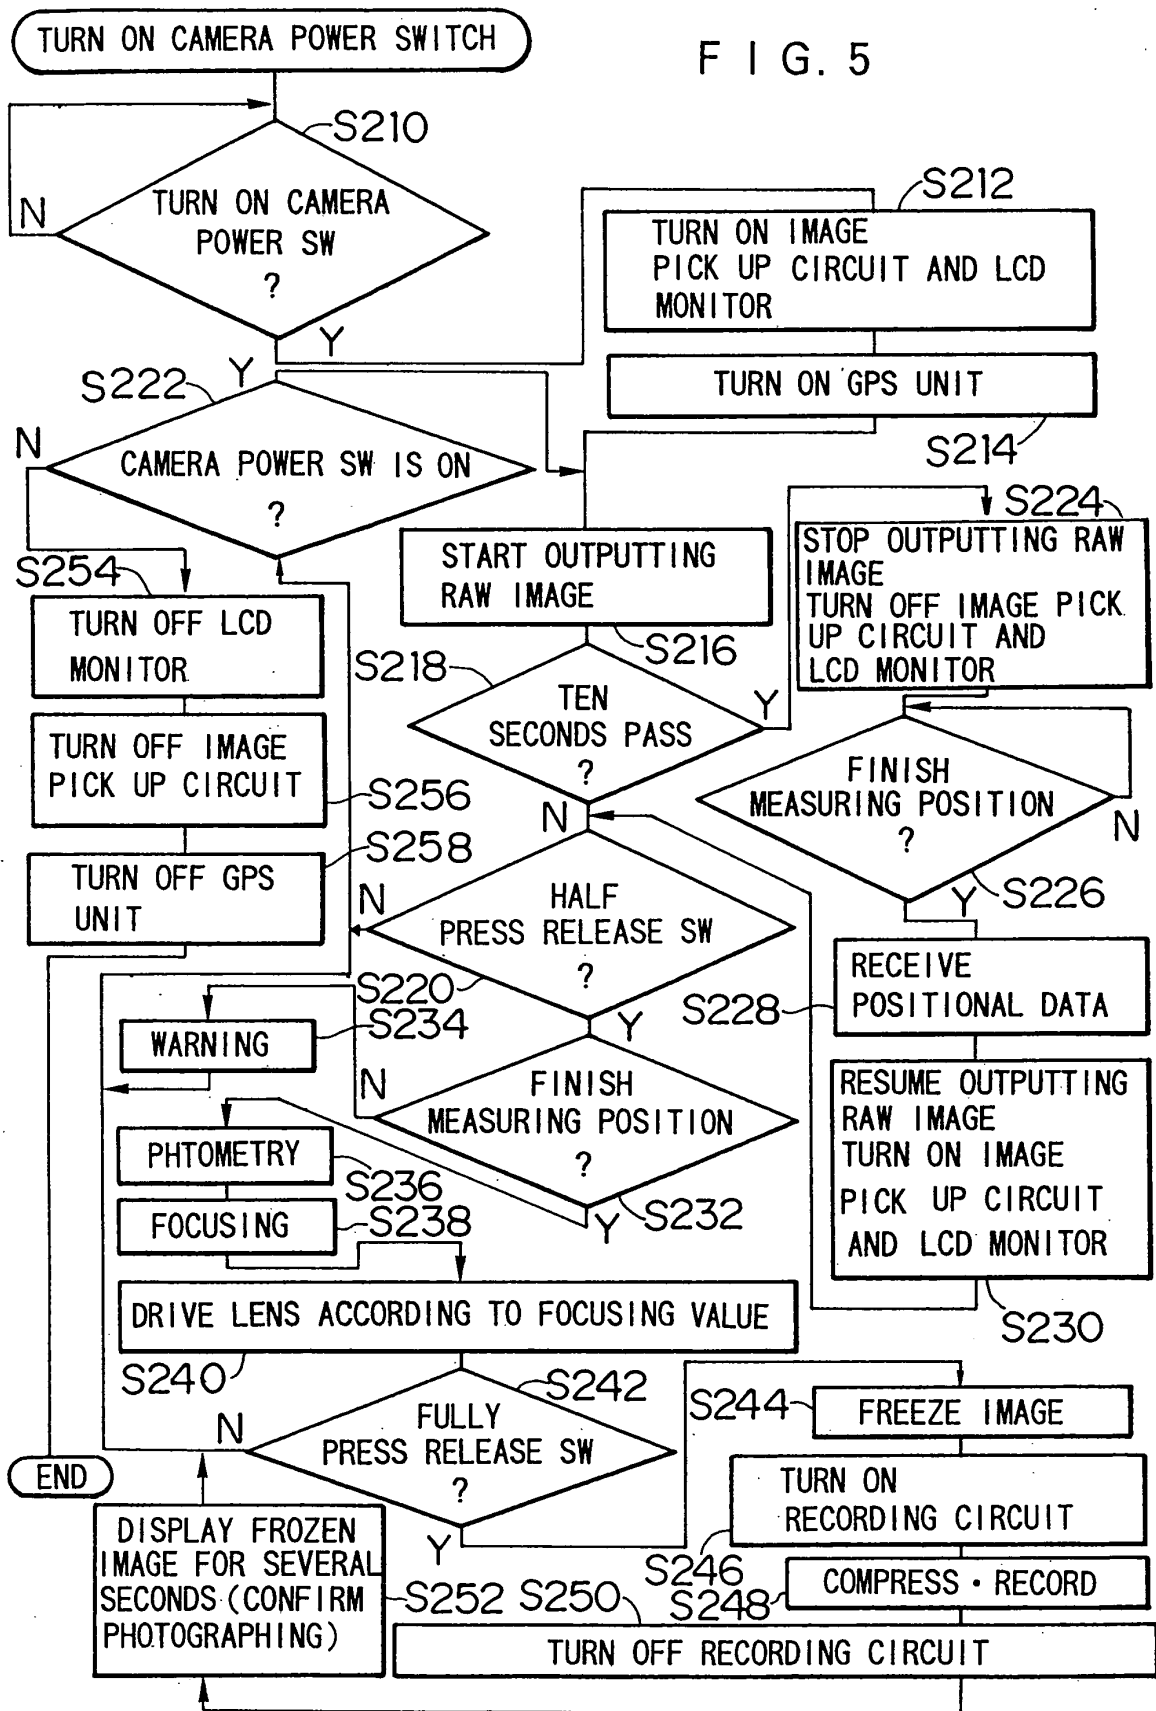 TURN ON CAMERA POWER SWITCH
F I G. 5
S210
TURN ON CAMERA
POWER SW
?
N
Y
S212
TURN ON IMAGE
PICK UP CIRCUIT AND LCD
MONITOR
TURN ON GPS UNIT
S214
Y
S222
N
CAMERA POWER SW IS ON
?
START OUTPUTTING
RAW IMAGE
S216
S224
STOP OUTPUTTING RAW
IMAGE
TURN OFF IMAGE PICK
UP CIRCUIT AND
LCD MONITOR
S254
TURN OFF LCD
MONITOR
TURN OFF IMAGE
PICK UP CIRCUIT
S256
S258
TURN OFF GPS
UNIT
S218
TEN
SECONDS PASS
?
Y
N
FINISH
MEASURING POSITION
?
N
Y
S226
N
HALF
PRESS RELEASE SW
?
S220
Y
S228
RECEIVE
POSITIONAL DATA
WARNING
S234
N
FINISH
MEASURING POSITION
?
S232
Y
RESUME OUTPUTTING
RAW IMAGE
TURN ON IMAGE
PICK UP CIRCUIT
AND LCD MONITOR
S230
PHTOMETRY
S236
FOCUSING
S238
DRIVE LENS ACCORDING TO FOCUSING VALUE
S240
S242
N
FULLY
PRESS RELEASE SW
?
Y
S244
FREEZE IMAGE
TURN ON
RECORDING CIRCUIT
S246
S248
COMPRESS・RECORD
S250
TURN OFF RECORDING CIRCUIT
END
DISPLAY FROZEN
IMAGE FOR SEVERAL
SECONDS (CONFIRM
PHOTOGRAPHING)
S252